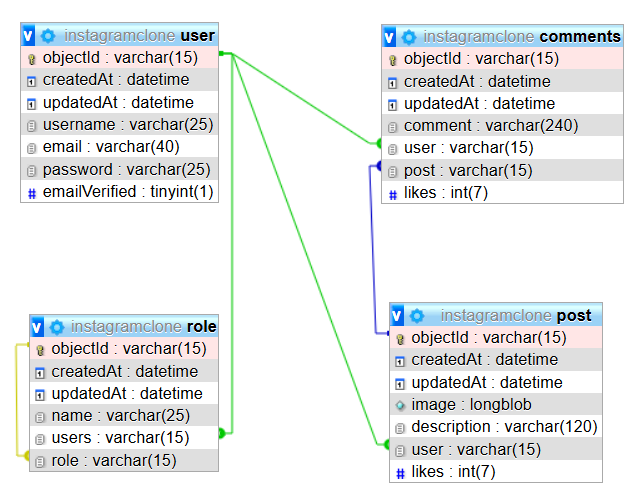 instagramclone user
objectId : varchar(15)
createdAt : datetime
updatedAt : datetime
username : varchar(25)
email : varchar(40)
password : varchar(25)
emailVerified : tinyint(1)
instagramclone comments
objectId : varchar(15)
createdAt : datetime
updatedAt : datetime
comment : varchar(240)
user : varchar(15)
post : varchar(15)
likes : int(7)
instagramclone role
objectId : varchar(15)
createdAt : datetime
updatedAt : datetime
name : varchar(25)
users : varchar(15)
role : varchar(15)
instagramclone post
objectId : varchar(15)
createdAt : datetime
updatedAt : datetime
image : longblob
description : varchar(120)
user : varchar(15)
likes : int(7)